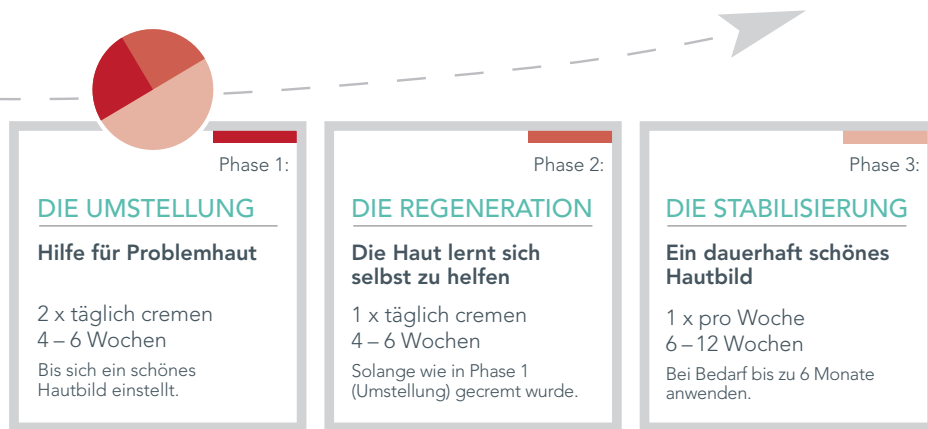 Phase 1:
DIE UMSTELLUNG
Hilfe für Problemhaut
2 x täglich cremen
4 – 6 Wochen
Bis sich ein schönes
Hautbild einstellt.
Phase 2:
DIE REGENERATION
Die Haut lernt sich
selbst zu helfen
1 x täglich cremen
4 – 6 Wochen
Solange wie in Phase 1
(Umstellung) gecremt wurde.
Phase 3:
DIE STABILISIERUNG
Ein dauerhaft schönes
Hautbild
1 x pro Woche
6 – 12 Wochen
Bei Bedarf bis zu 6 Monate
anwenden.